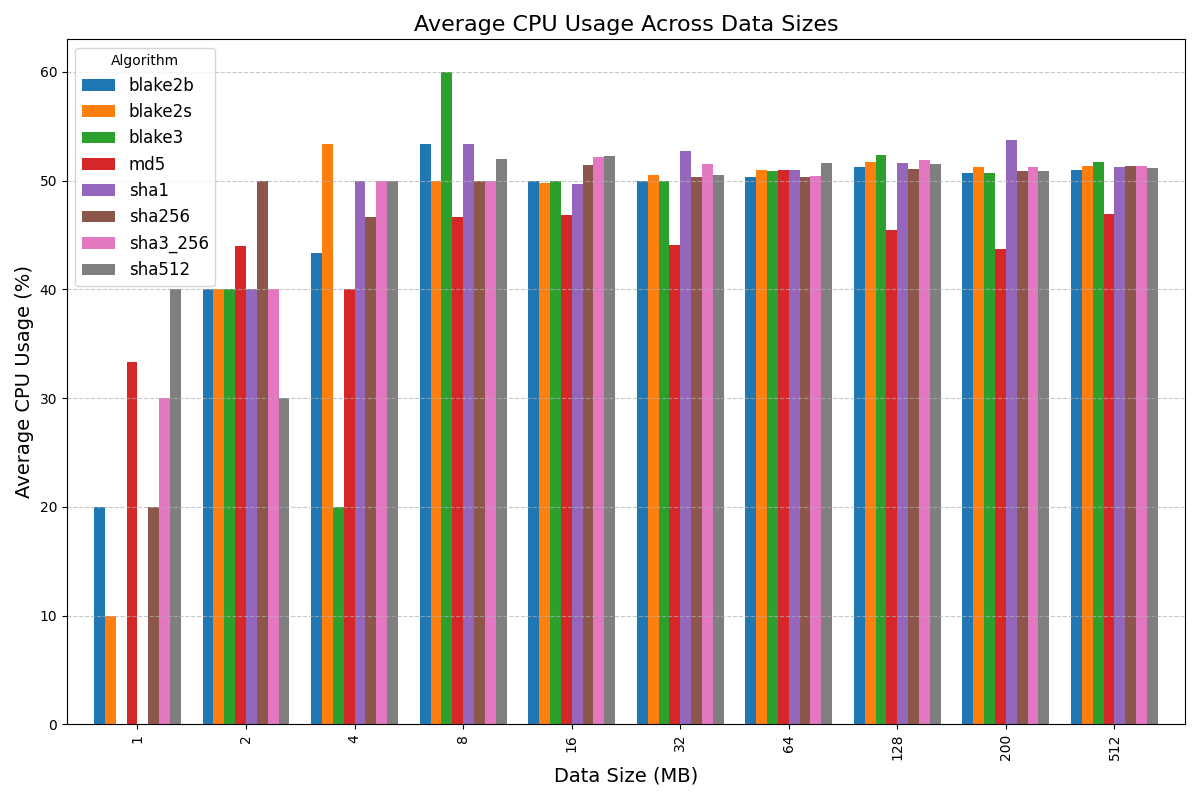 Average CPU Usage Across Data Sizes
Algorithm
blake2b
blake2s
blake3
md5
sha1
sha256
sha3_256
sha512
Average CPU Usage (%)
60
50
40
30
20
10
0
1
2
4
8
16
32
64
128
200
512
Data Size (MB)